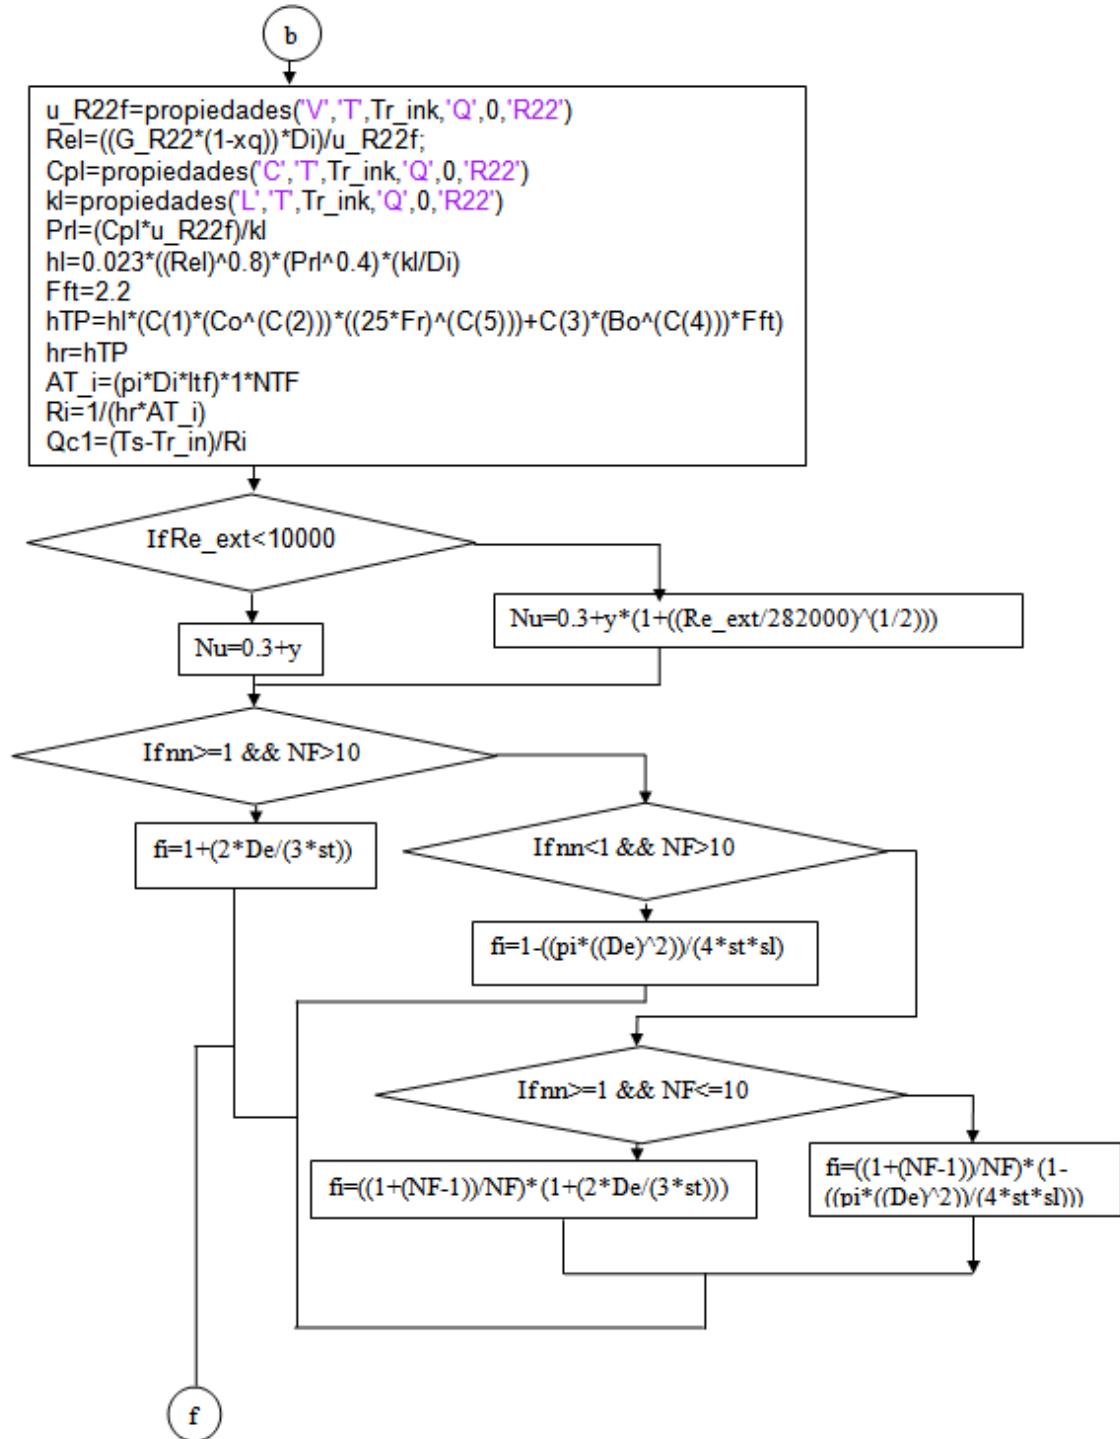 b
u_R22f=propiedades('V','T',Tr_ink,'Q',0,'R22')
Rel=((G_R22*(1-xq))*Di)/u_R22f;
Cpl=propiedades('C','T',Tr_ink,'Q',0,'R22')
kl=propiedades('L','T',Tr_ink,'Q',0,'R22')
Prl=(Cpl*u_R22f)/kl
hl=0.023*((Rel)^0.8)*(Prl^0.4)*(kl/Di)
Fft=2.2
hTP=hl*(C(1)*(Co^(C(2)))*((25*Fr)^(C(5)))+C(3)*(Bo^(C(4)))*Fft)
hr=hTP
AT_i=(pi*Di*ltf)*1*NTF
Ri=1/(hr*AT_i)
Qc1=(Ts-Tr_in)/Ri
If Re_ext<10000
Nu=0.3+y*(1+((Re_ext/282000)^(1/2)))
Nu=0.3+y
If nn>=1 && NF>10
fi=1+(2*De/(3*st))
If nn<1 && NF>10
fi=1-((pi*((De)^2))/(4*st*sl)
If nn>=1 && NF<=10
fi=((1+(NF-1))/NF)*(1+(2*De/(3*st)))
fi=((1+(NF-1))/NF)*(1-
((pi*((De)^2))/(4*st*sl)))
f